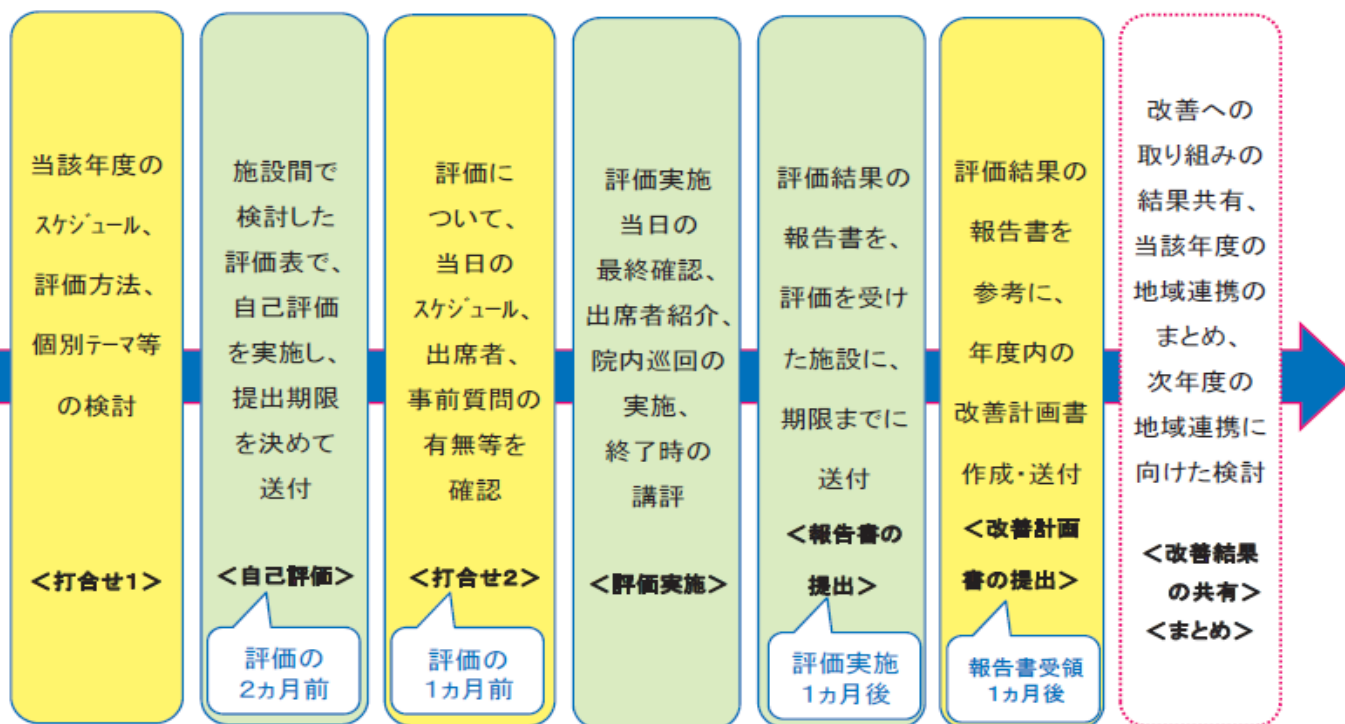 当該年度の
スケジュール、
評価方法、
個別テーマ等
の検討
＜打合せ1＞
施設間で
検討した
評価表で、
自己評価
を実施し、
提出期限
を決めて
送付
＜自己評価＞
評価の
2ヵ月前
評価に
ついて、
当日の
スケジュール、
出席者、
事前質問の
有無等を
確認
＜打合せ2＞
評価の
1ヵ月前
評価実施
当日の
最終確認、
出席者紹介、
院内巡回の
実施、
終了時の
講評
＜評価実施＞
評価結果の
報告書を、
評価を受け
た施設に、
期限までに
送付
＜報告書の
提出＞
評価実施
1ヵ月後
評価結果の
報告書を
参考に、
年度内の
改善計画書
作成・送付
＜改善計画
書の提出＞
報告書受領
1ヵ月後
改善への
取り組みの
結果共有、
当該年度の
地域連携の
まとめ、
次年度の
地域連携に
向けた検討
＜改善結果
の共有＞
＜まとめ＞